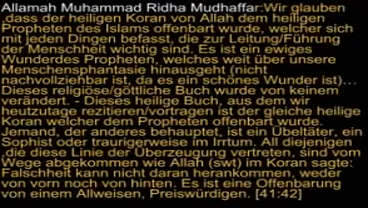 Allamah Muhammad Ridha Mudhaffar:Wir glauben
,dass der heiligen Koran von Allah dem heiligen
Propheten des Islams offenbart wurde, welcher sich
mit jeden Dingen befasst, die zur Leitung/Führung
der Menschheit wichtig sind. Es ist ein ewiges
Wunderdes Propheten, welches weit über unsere
Menschensphantasie hinausgeht (nicht
nachvollziehbar ist, da es ein schönes Wunder ist)...
Dieses religiöse/göttliche Buch wurde von keinem
verändert. - Dieses heilige Buch, aus dem wir
heutzutage rezitieren/vortragen ist der gleiche heilige
Koran welcher dem Propheten offenbart wurde.
Jemand, der anderes behauptet, ist ein Übeltäter, ein
Sophist oder traurigerweise im Irrtum. All diejenigen
,die diese Linie der Überzeugung vertreten, sind vom
Wege abgekommen wie Allah (swt) im Koran sagte:
Falschheit kann nicht daran herankommen, weder
von vorn noch von hinten. Es ist eine Offenbarung
von einem Allweisen, Preiswürdigen. [41:42]